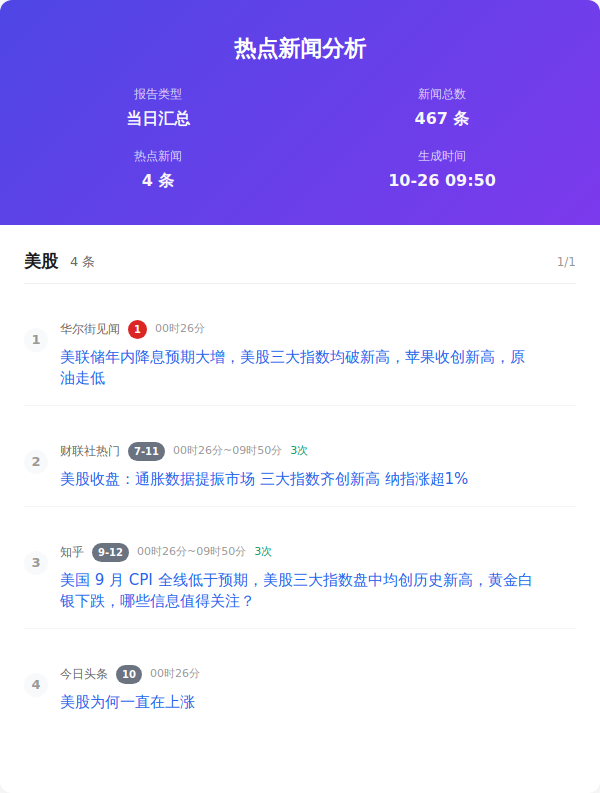 热点新闻分析
报告类型 新闻总数
当日汇总 467 条
热点新闻 生成时间
4 条 10-26 09:50
美股 4 条 1/1
1
华尔街见闻 1 00时26分
美联储年内降息预期大增，美股三大指数均破新高，苹果收创新高，原
油走低
2
财联社热门 7-11 00时26分~09时50分 3次
美股收盘：通胀数据提振市场 三大指数齐创新高 纳指涨超1%
3
知乎 9-12 00时26分~09时50分 3次
美国 9 月 CPI 全线低于预期，美股三大指数盘中均创历史新高，黄金白
银下跌，哪些信息值得关注？
4
今日头条 10 00时26分
美股为何一直在上涨